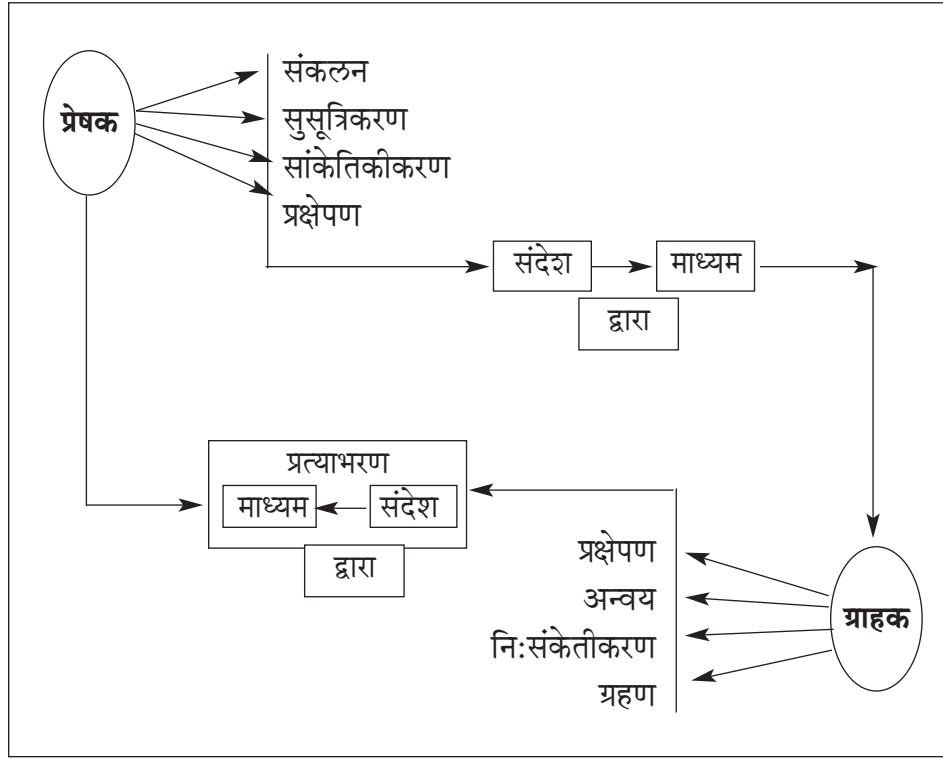 प्रेषक
संकलन
सुसूत्रिकरण
सांकेतिकीकरण
प्रक्षेपण
संदेश
माध्यम
द्वारा
प्रत्याभरण
माध्यम
संदेश
द्वारा
प्रक्षेपण
अन्वय
नि:संकेतीकरण
ग्रहण
ग्राहक